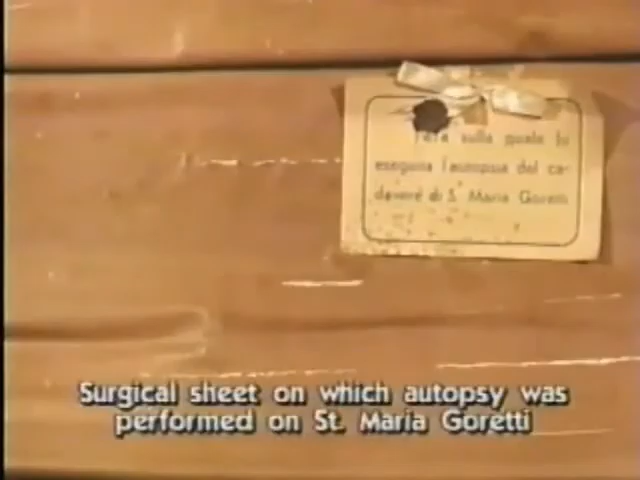 Tela sulla quale fu
eseguita l'autopsia del ca-
davere di S. Maria Goretti
Surgical sheet on which autopsy was
performed on St. Maria Goretti